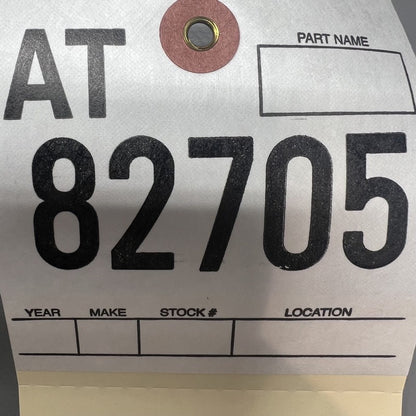 AT
PART NAME
82705
YEAR MAKE STOCK # LOCATION